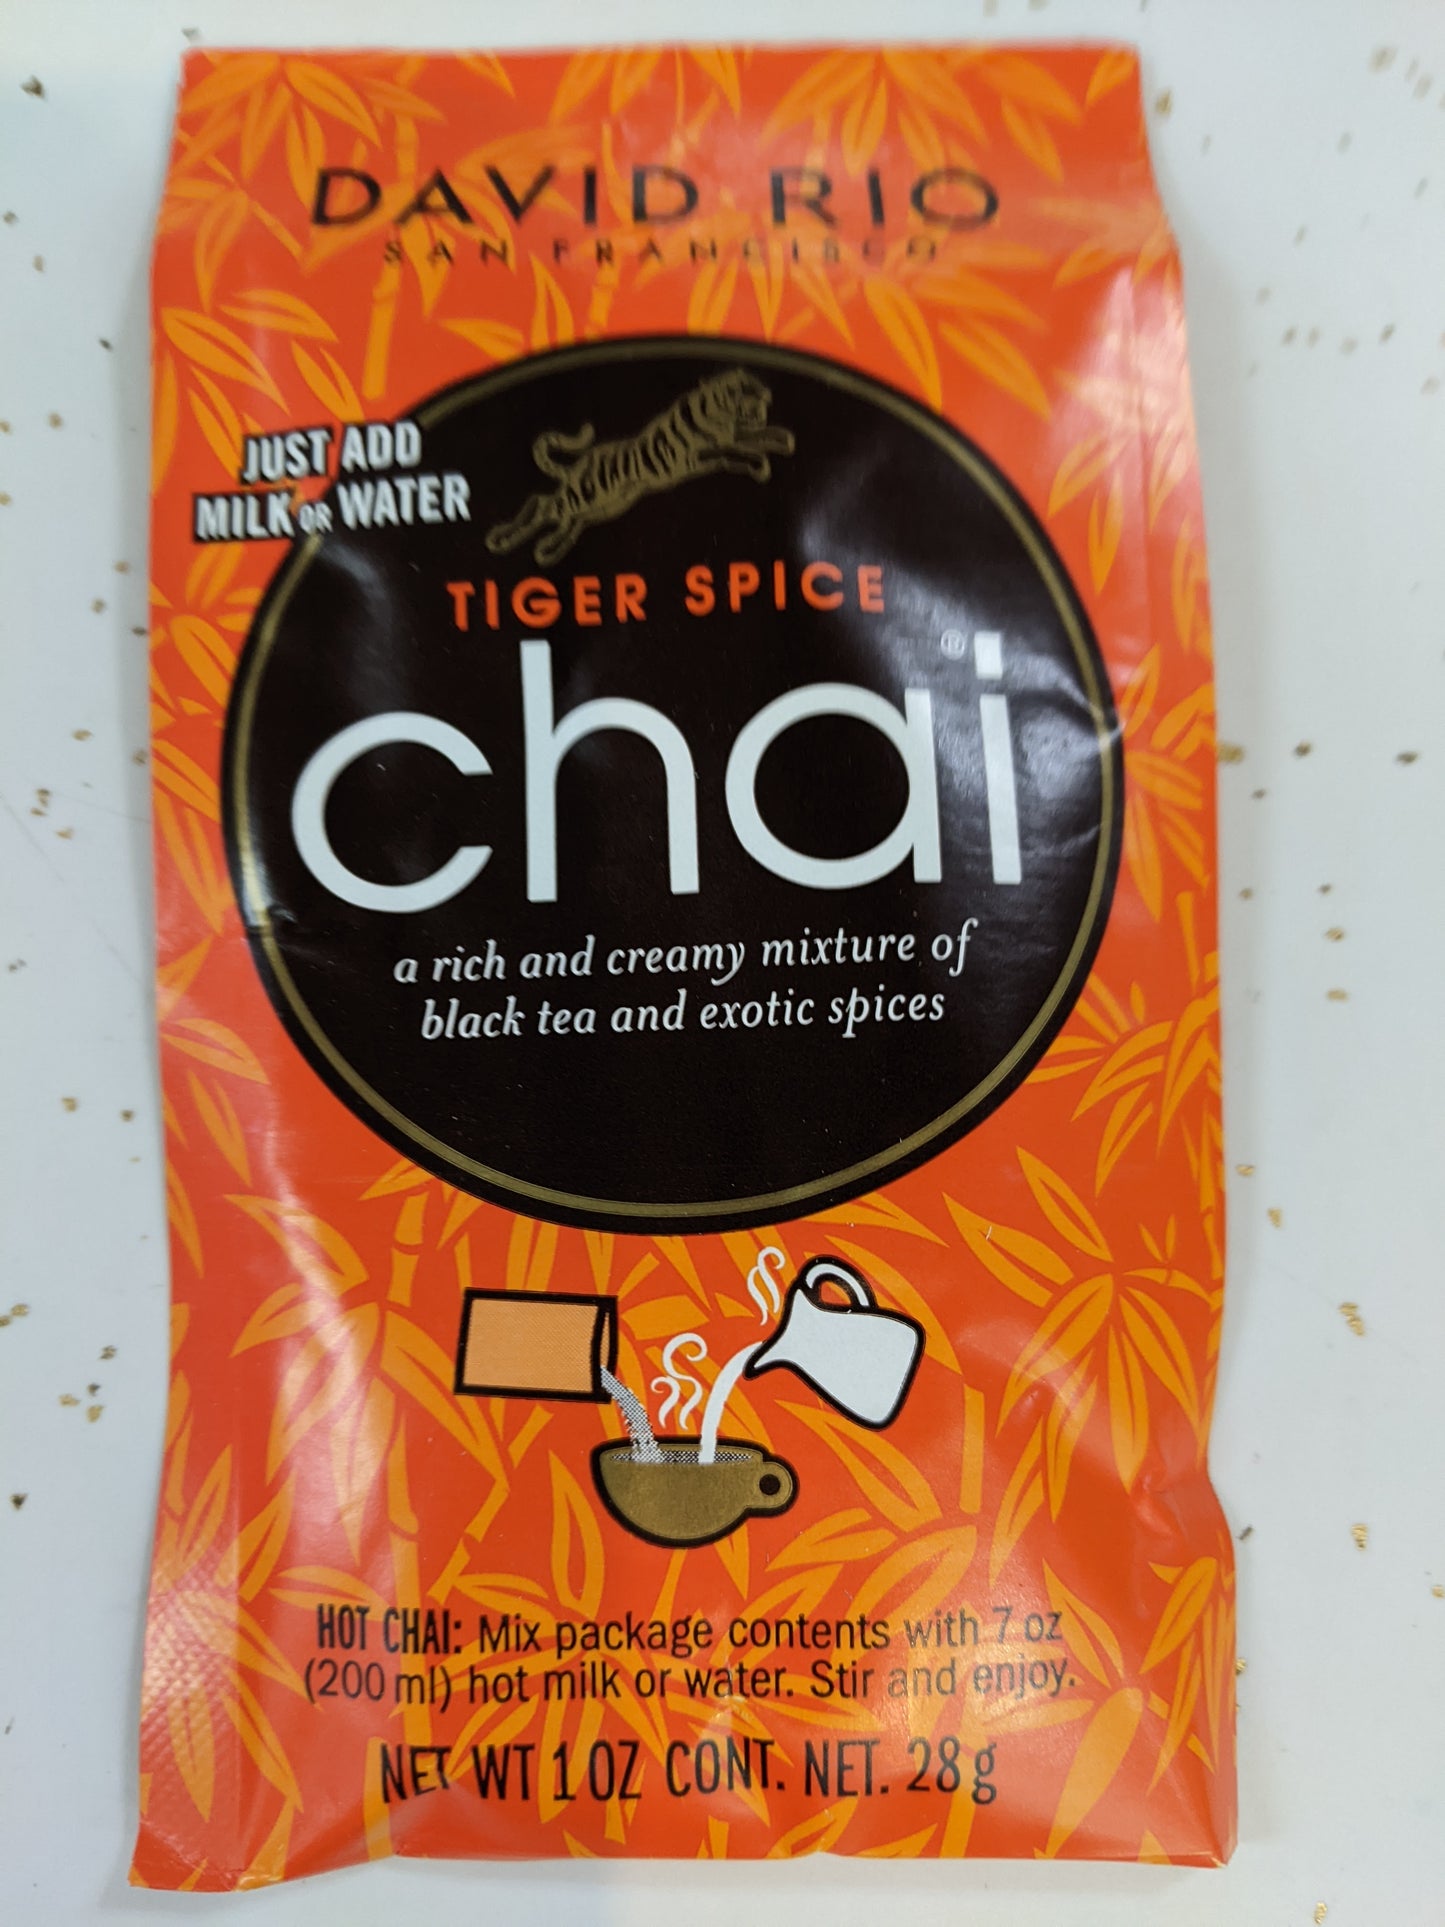 DAVID RIO
SAN FRANCISCO
JUST ADD
MILK OR WATER
TIGER SPICE
chai®
a rich and creamy mixture of
black tea and exotic spices
HOT CHAI: Mix package contents with 7 oz
(200 ml) hot milk or water. Stir and enjoy.
NET WT 1 OZ CONT. NET. 28 g